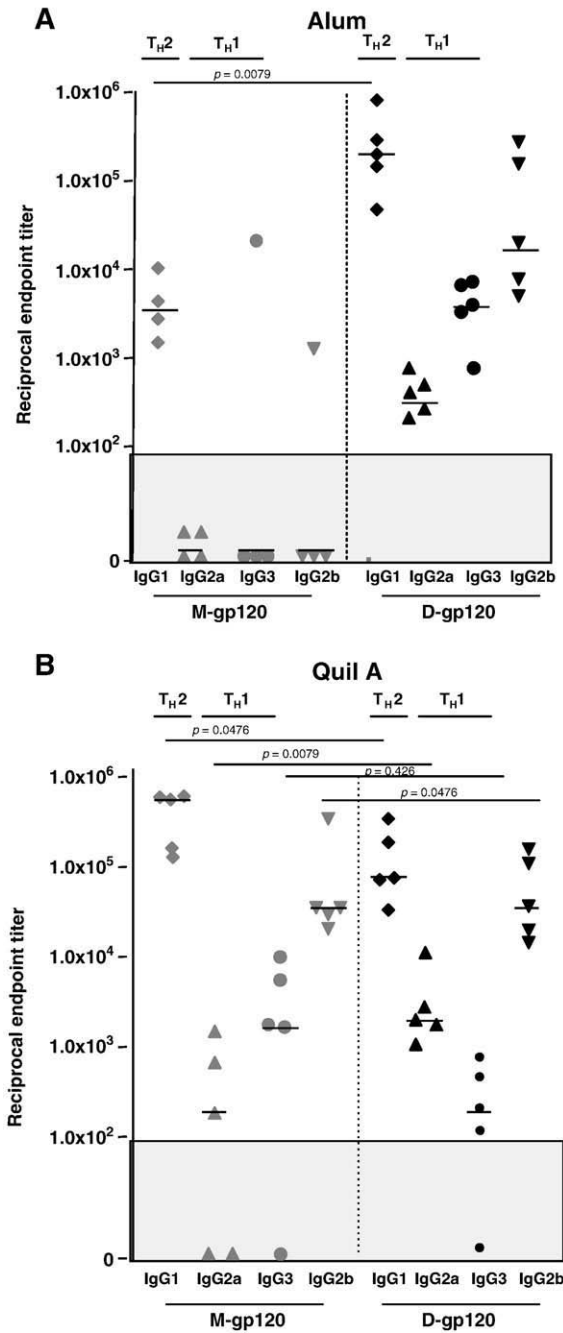 A
Alum
TH2 TH1 TH2 TH1
p = 0.0079
Reciprocal endpoint titer
1.0x10^6
1.0x10^5
1.0x10^4
1.0x10^3
1.0x10^2
0
IgG1 IgG2a IgG3 IgG2b IgG1 IgG2a IgG3 IgG2b
M-gp120 D-gp120
B
Quil A
TH2 TH1 TH2 TH1
p = 0.0476
p = 0.0079
p = 0.426
p = 0.0476
Reciprocal endpoint titer
1.0x10^6
1.0x10^5
1.0x10^4
1.0x10^3
1.0x10^2
0
IgG1 IgG2a IgG3 IgG2b IgG1 IgG2a IgG3 IgG2b
M-gp120 D-gp120